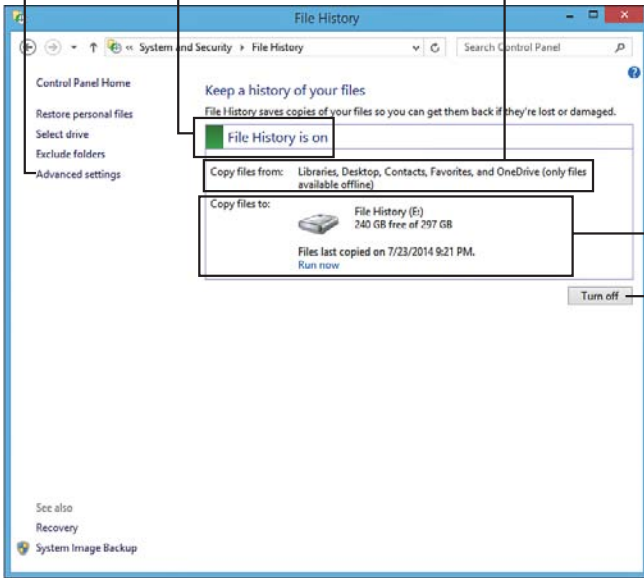 File History
« System and Security › File History
Search Control Panel
Control Panel Home
Restore personal files
Select drive
Exclude folders
Advanced settings
Keep a history of your files
File History saves copies of your files so you can get them back if they're lost or damaged.
File History is on
Copy files from: Libraries, Desktop, Contacts, Favorites, and OneDrive (only files
available offline)
Copy files to:
File History (E:)
240 GB free of 297 GB
Files last copied on 7/23/2014 9:21 PM.
Run now
Turn off
See also
Recovery
System Image Backup